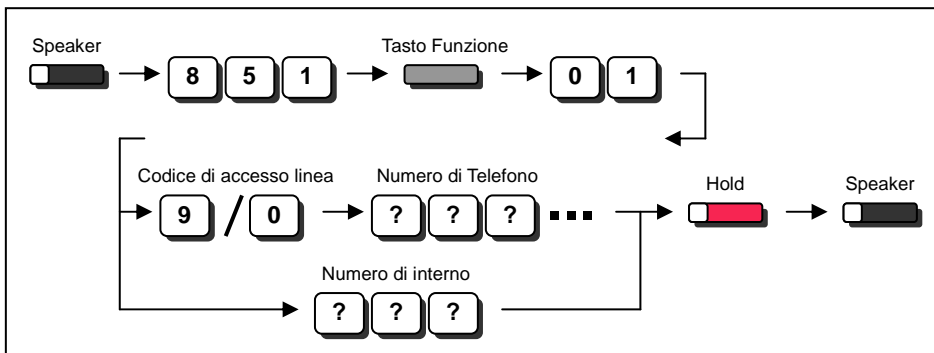 Speaker
Tasto Funzione
8 5 1
0 1
Codice di accesso linea
Numero di Telefono
Hold
Speaker
9 / 0
? ? ? ...
Numero di interno
? ? ?